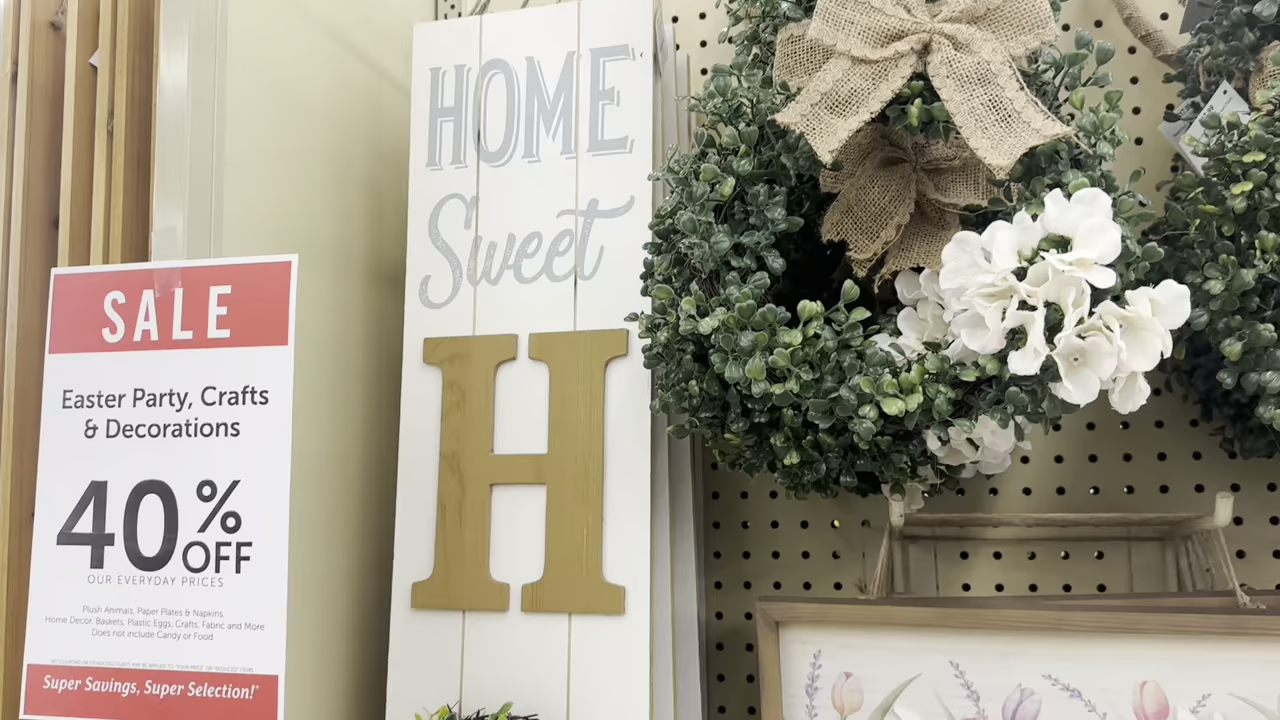 HOME
Sweet
H
SALE
Easter Party, Crafts
& Decorations
40% OFF
OUR EVERYDAY PRICES
Plush Animals, Paper Plates & Napkins,
Home Decor, Baskets, Plastic Eggs, Crafts, Fabric and More
Does not include Candy or Food
Super Savings, Super Selection!*